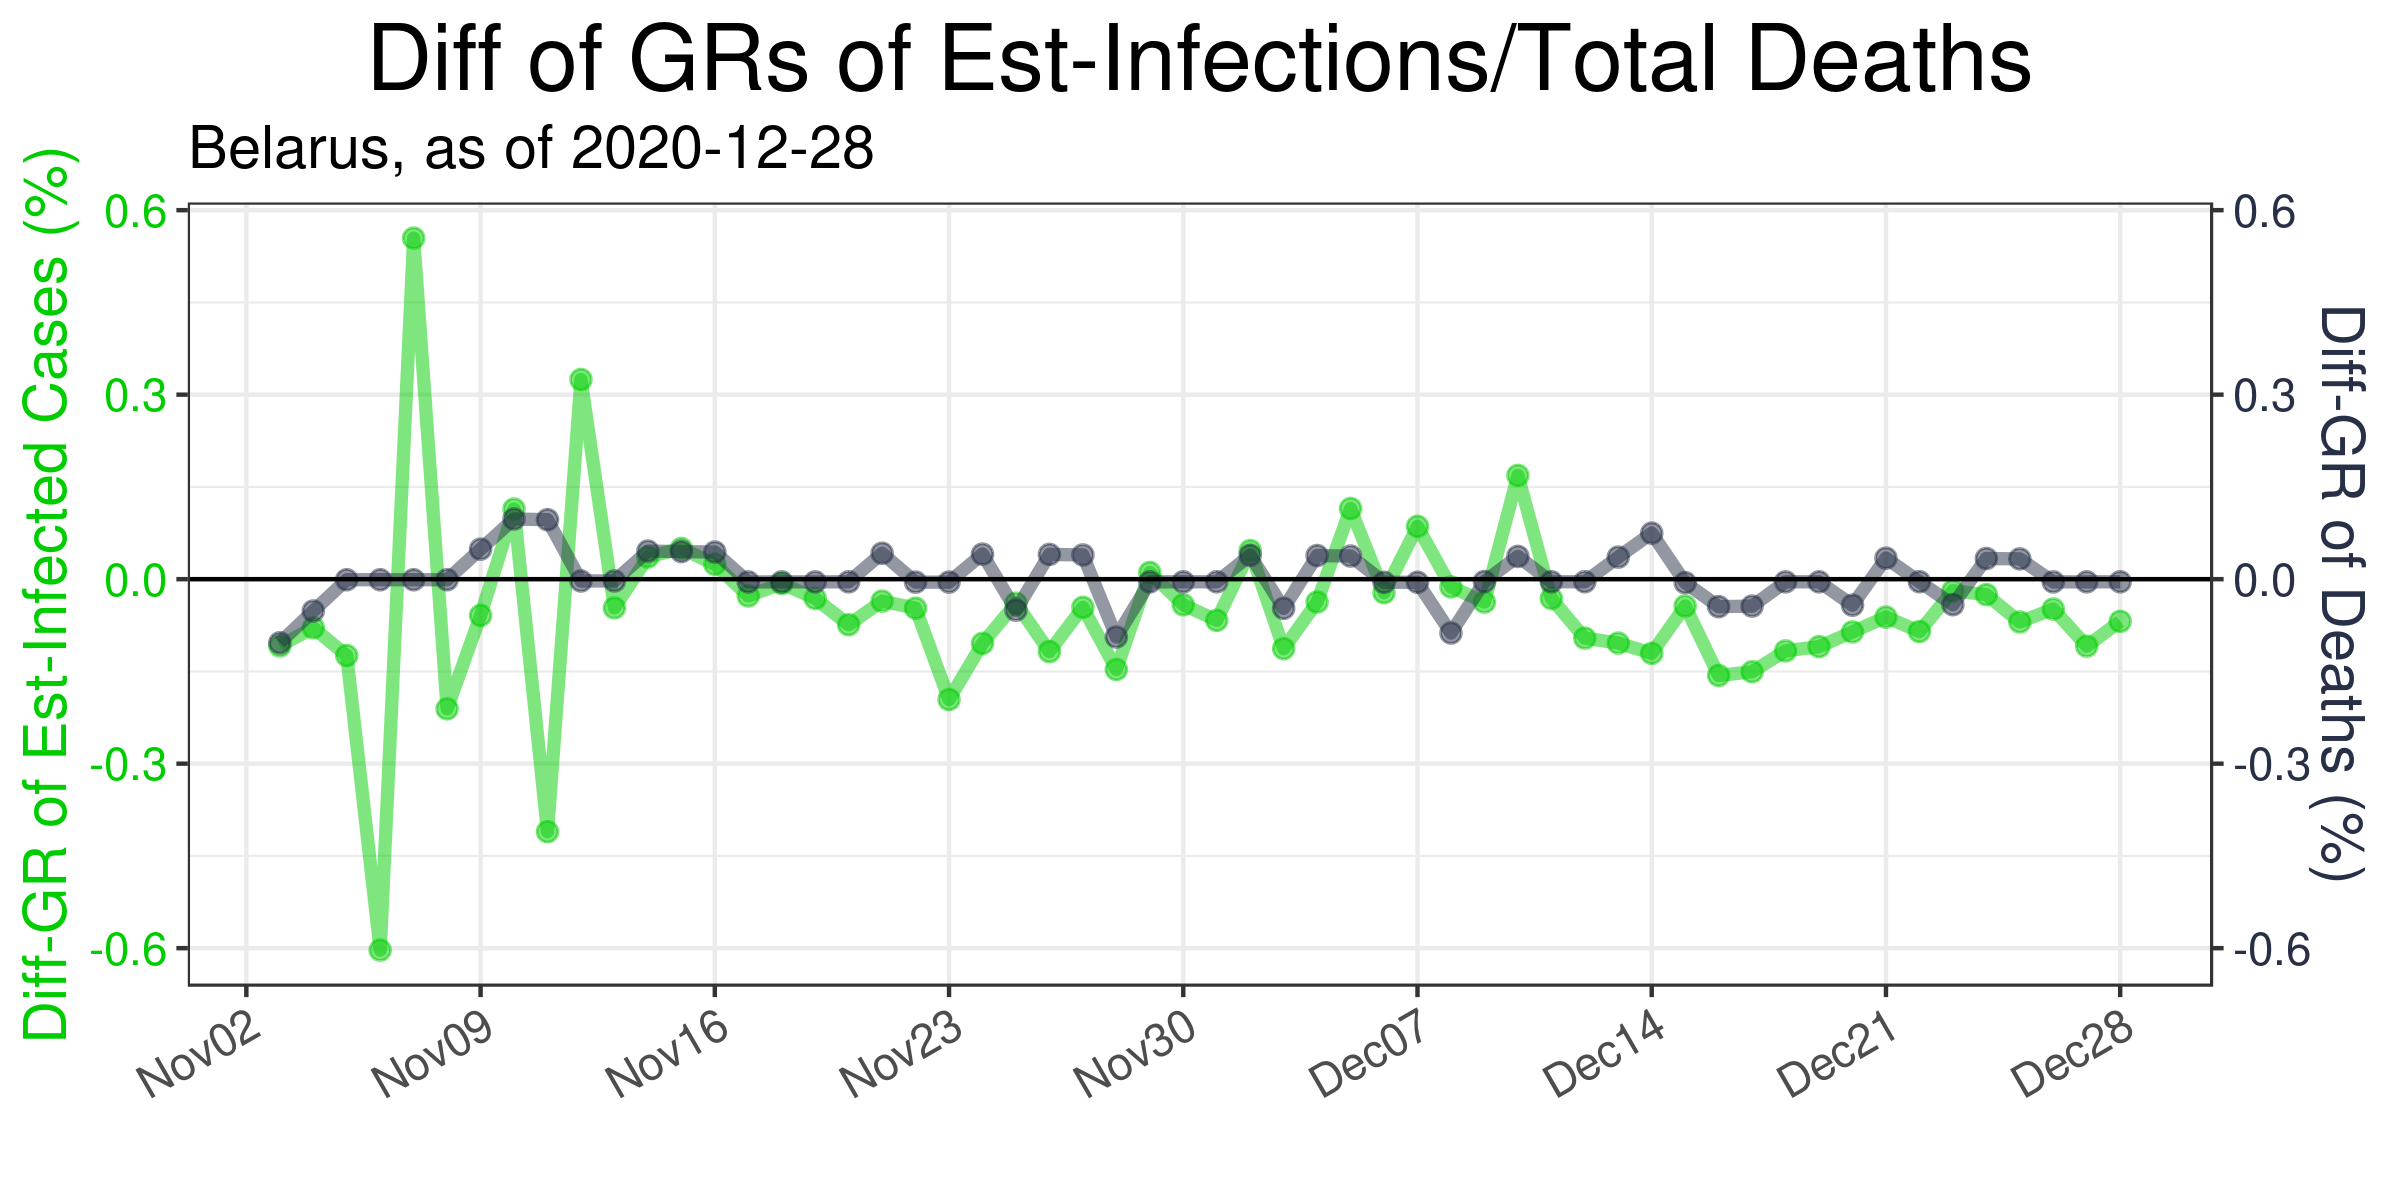 Diff of GRs of Est-Infections/Total Deaths
Belarus, as of 2020-12-28
Diff-GR of Est-Infected Cases (%)
0.6
0.3
0.0
-0.3
-0.6
0.6
0.3
0.0
-0.3
-0.6
Diff-GR of Deaths (%)
Nov02
Nov09
Nov16
Nov23
Nov30
Dec07
Dec14
Dec21
Dec28